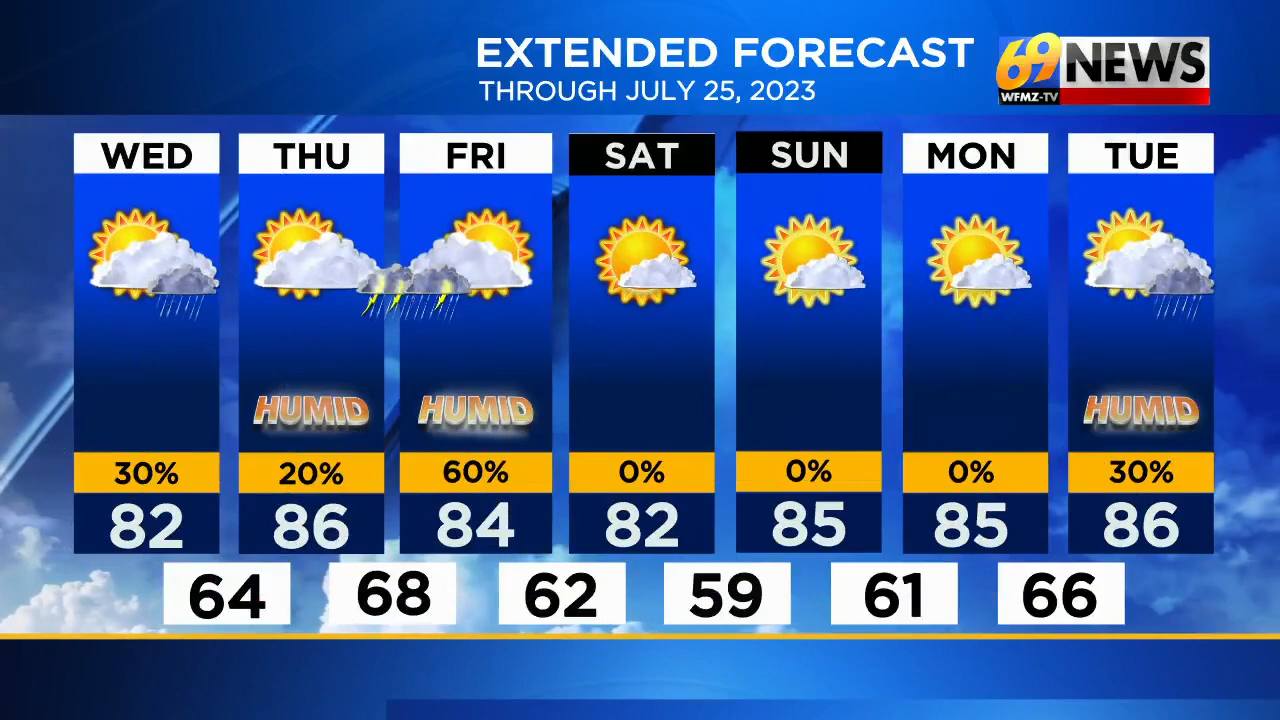 EXTENDED FORECAST
THROUGH JULY 25, 2023
69 NEWS
WFMZ-TV
WED THU FRI SAT SUN MON TUE
HUMID HUMID HUMID
30% 20% 60% 0% 0% 0% 30%
82 86 84 82 85 85 86
64 68 62 59 61 66